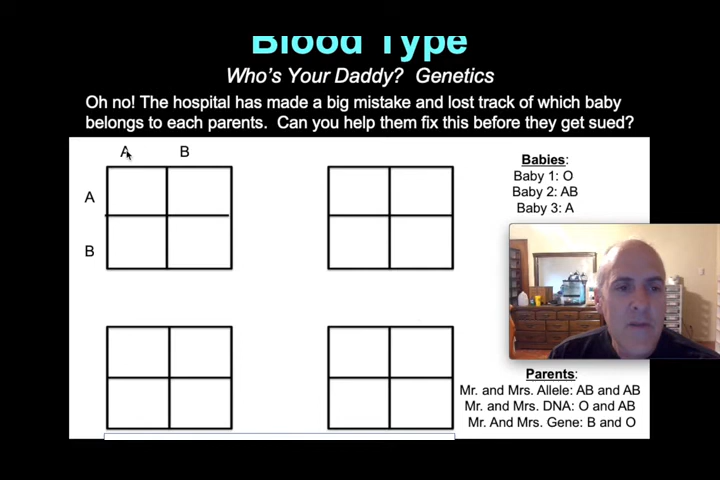 Blood Type
Who's Your Daddy? Genetics
Oh no! The hospital has made a big mistake and lost track of which baby
belongs to each parents. Can you help them fix this before they get sued?
A B
A
B
Babies:
Baby 1: O
Baby 2: AB
Baby 3: A
Parents:
Mr. and Mrs. Allele: AB and AB
Mr. and Mrs. DNA: O and AB
Mr. And Mrs. Gene: B and O